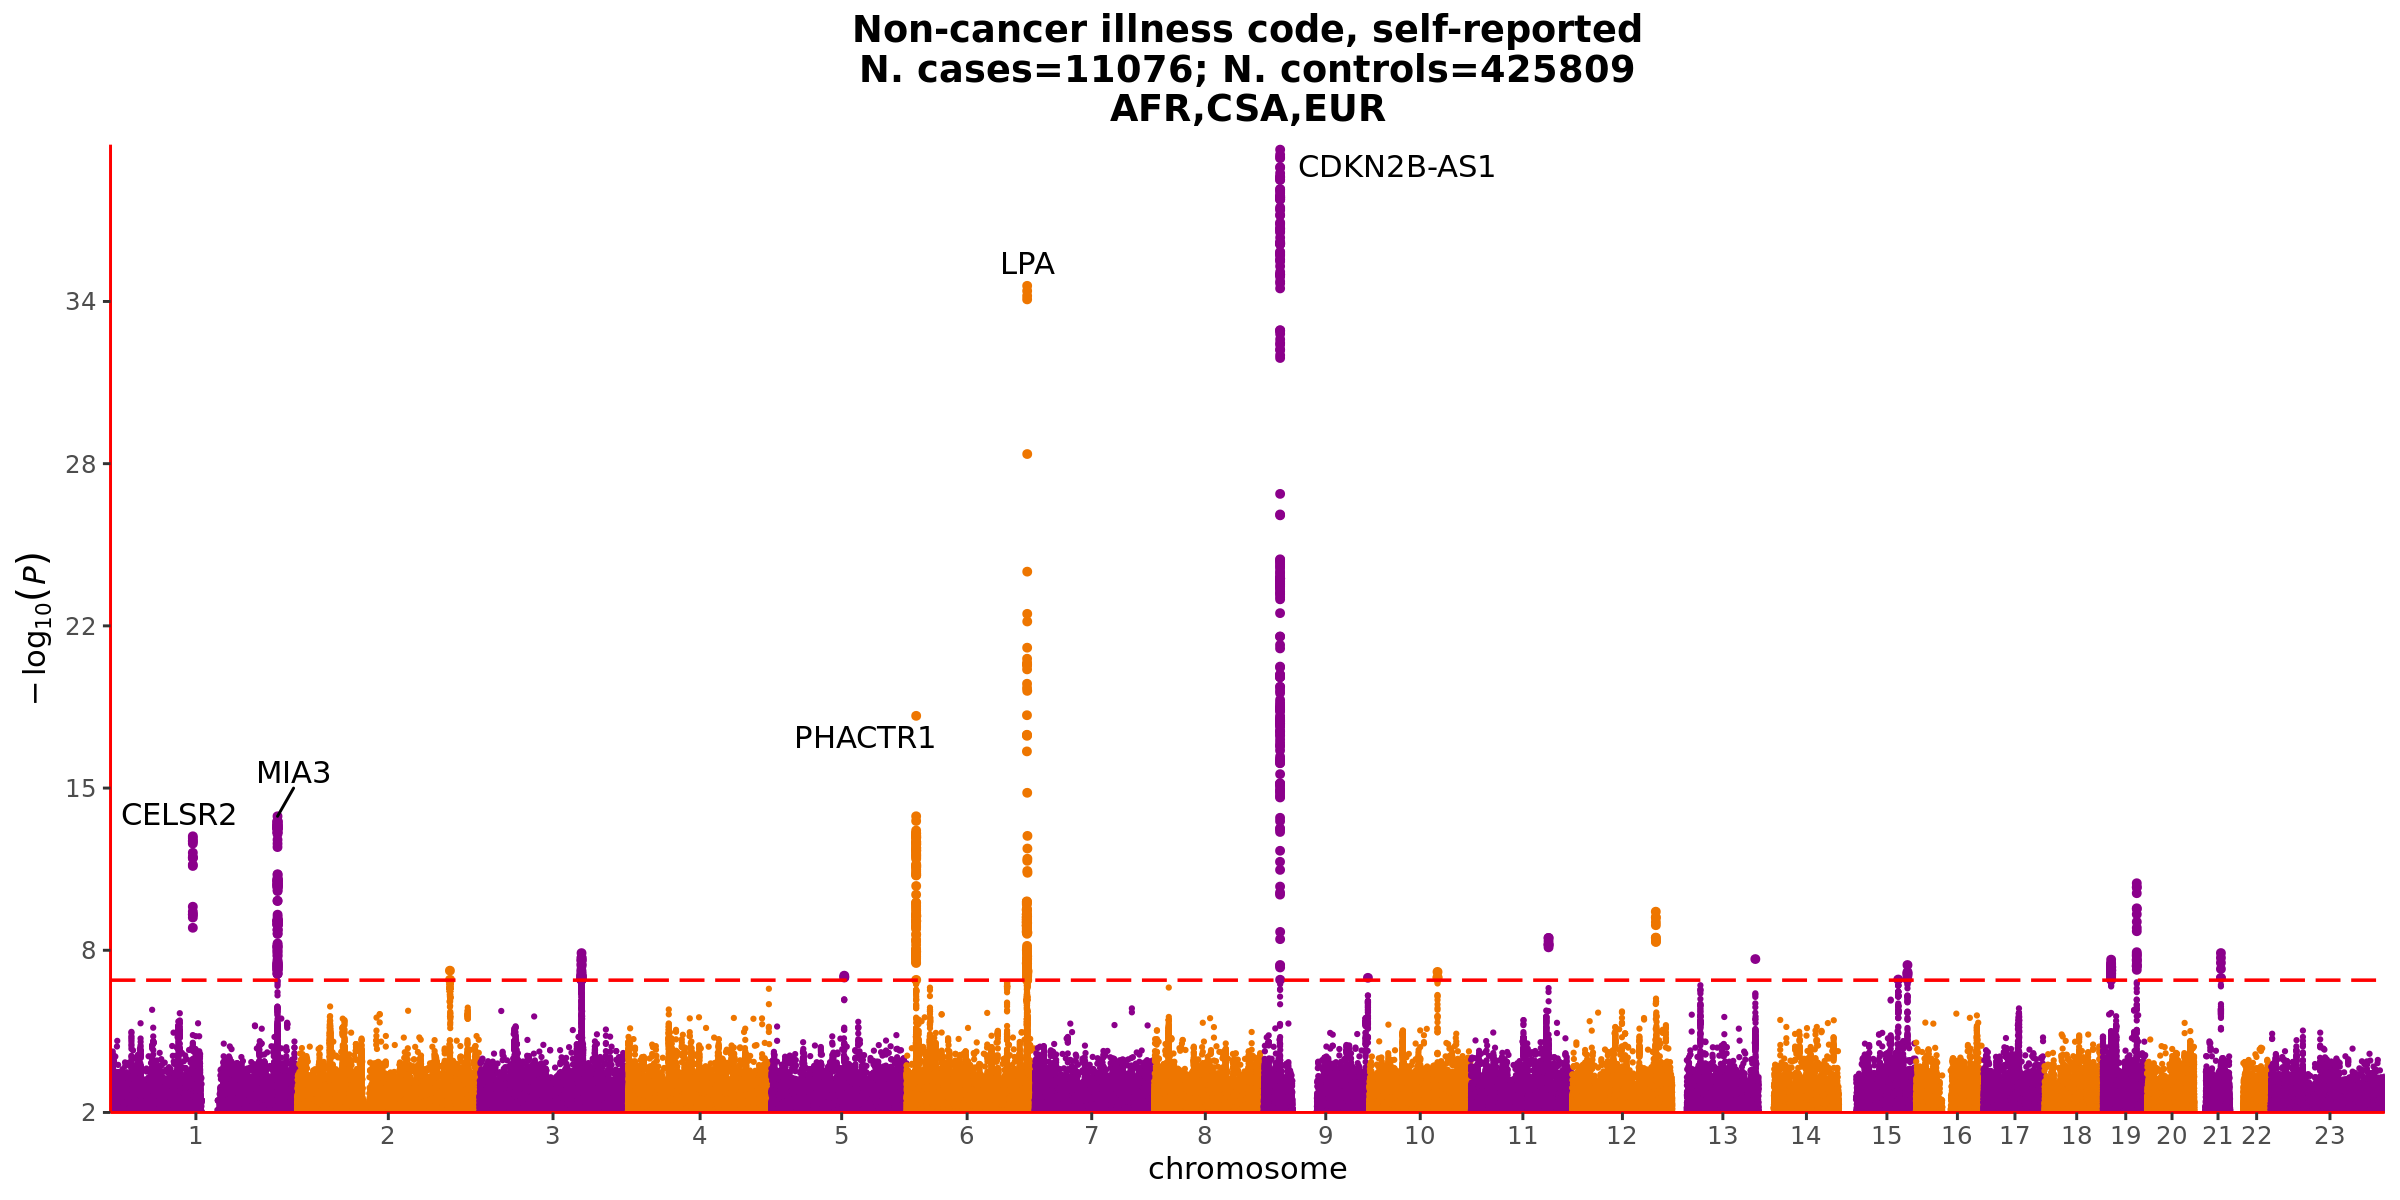 Non-cancer illness code, self-reported
N. cases=11076; N. controls=425809
AFR,CSA,EUR
CDKN2B-AS1
LPA
PHACTR1
MIA3
CELSR2
34
28
22
15
8
2
−log10(P)
1 2 3 4 5 6 7 8 9 10 11 12 13 14 15 16 17 18 19 20 21 22 23
chromosome